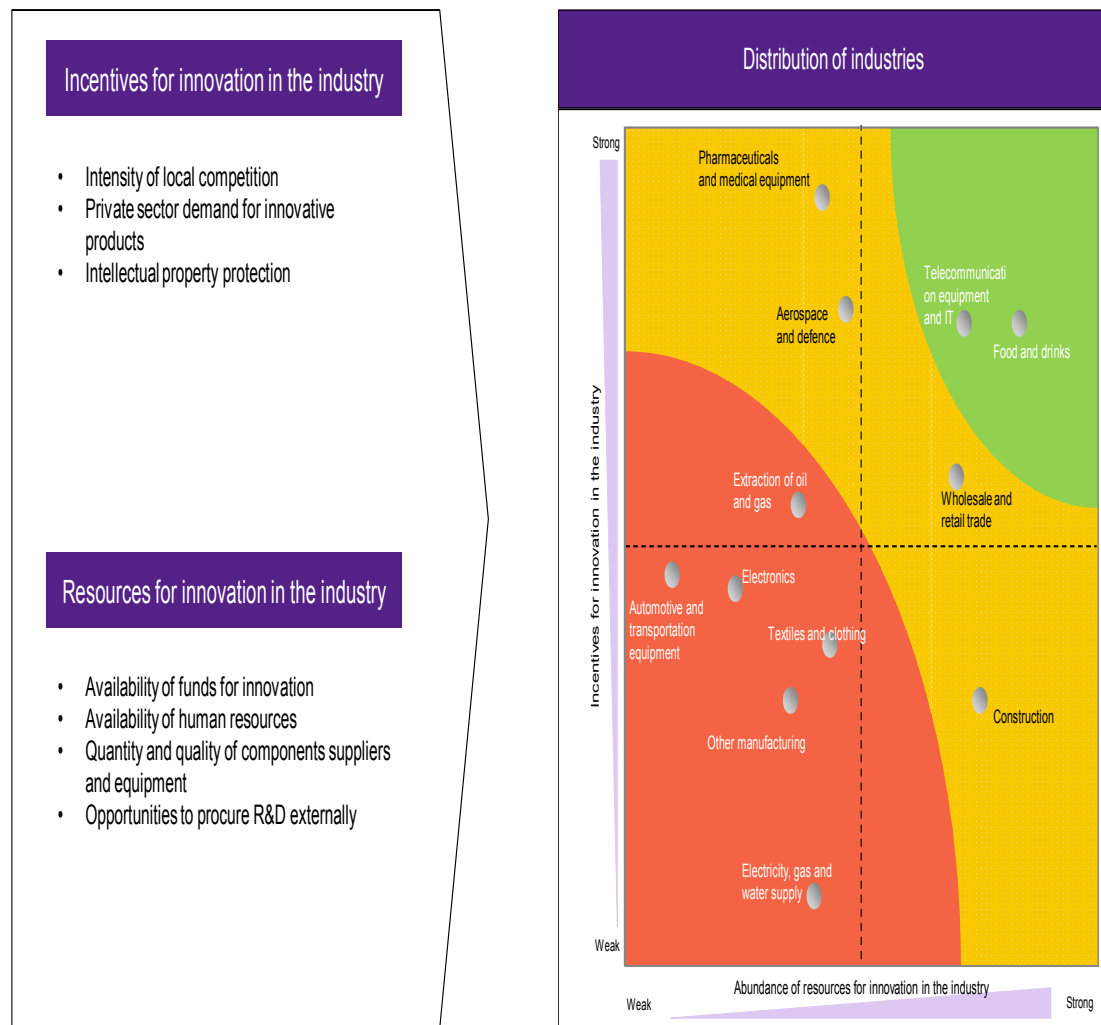 Incentives for innovation in the industry
• Intensity of local competition
• Private sector demand for innovative
products
• Intellectual property protection
Resources for innovation in the industry
• Availability of funds for innovation
• Availability of human resources
• Quantity and quality of components suppliers
and equipment
• Opportunities to procure R&D externally
Distribution of industries
Strong
Incentives for innovation in the industry
Weak
Pharmaceuticals
and medical equipment
Aerospace
and defence
Telecommunicati
on equipment
and IT
Food and drinks
Extraction of oil
and gas
Wholesale and
retail trade
Electronics
Automotive and
transportation
equipment
Textiles and clothing
Other manufacturing
Construction
Electricity, gas and
water supply
Weak
Abundance of resources for innovation in the industry
Strong